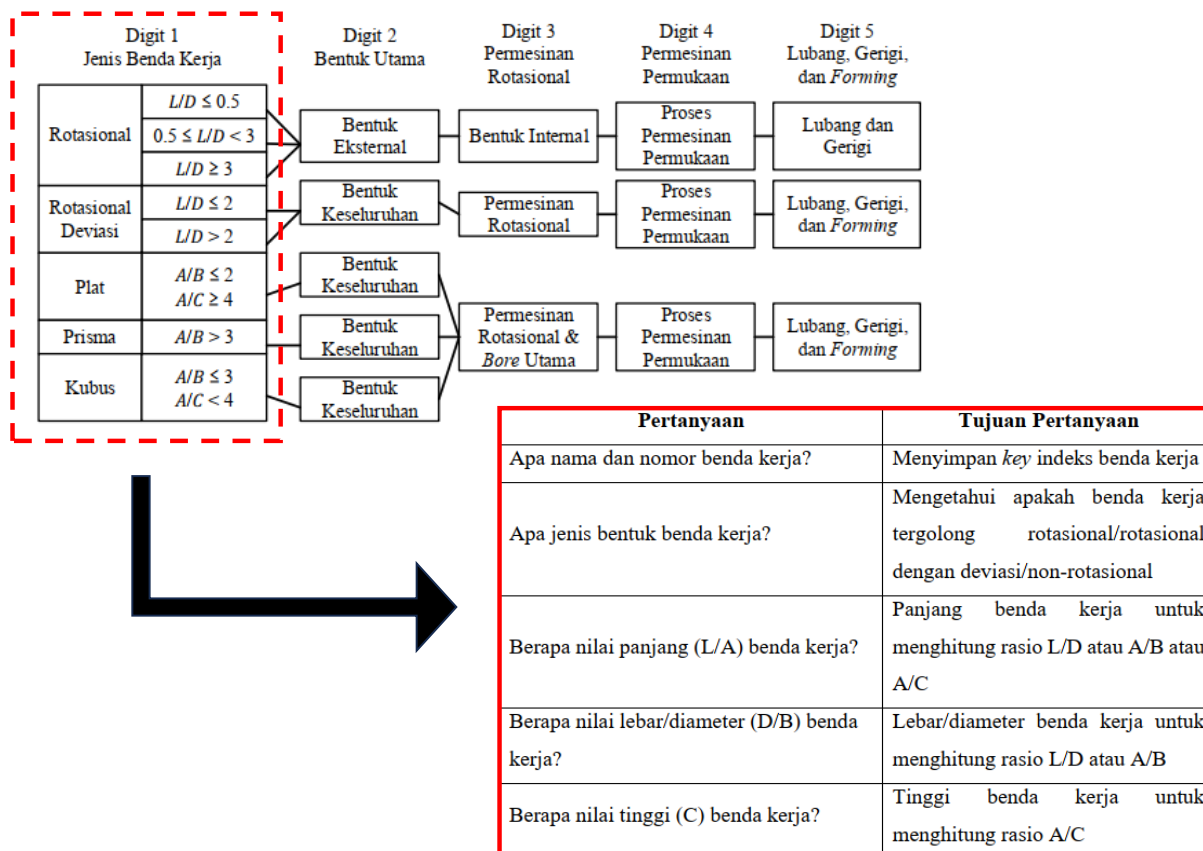 Digit 1
Jenis Benda Kerja
Digit 2
Bentuk Utama
Digit 3
Permesinan
Rotasional
Digit 4
Permesinan
Permukaan
Digit 5
Lubang, Gerigi,
dan Forming
Rotasional
L/D ≤ 0.5
0.5 ≤ L/D < 3
L/D ≥ 3
Bentuk
Eksternal
Bentuk Internal
Proses
Permesinan
Permukaan
Lubang dan
Gerigi
Rotasional
Deviasi
L/D ≤ 2
L/D > 2
Bentuk
Keseluruhan
Permesinan
Rotasional
Proses
Permesinan
Permukaan
Lubang, Gerigi,
dan Forming
Plat
A/B ≤ 2
A/C ≥ 4
Bentuk
Keseluruhan
Prisma
A/B > 3
Bentuk
Keseluruhan
Kubus
A/B ≤ 3
A/C < 4
Bentuk
Keseluruhan
Permesinan
Rotasional &
Bore Utama
Proses
Permesinan
Permukaan
Lubang, Gerigi,
dan Forming
Pertanyaan
Tujuan Pertanyaan
Apa nama dan nomor benda kerja?
Menyimpan key indeks benda kerja
Apa jenis bentuk benda kerja?
Mengetahui apakah benda kerja
tergolong rotasional/rotasional
dengan deviasi/non-rotasional
Berapa nilai panjang (L/A) benda kerja?
Panjang benda kerja untuk
menghitung rasio L/D atau A/B atau
A/C
Berapa nilai lebar/diameter (D/B) benda
kerja?
Lebar/diameter benda kerja untuk
menghitung rasio L/D atau A/B
Berapa nilai tinggi (C) benda kerja?
Tinggi benda kerja untuk
menghitung rasio A/C